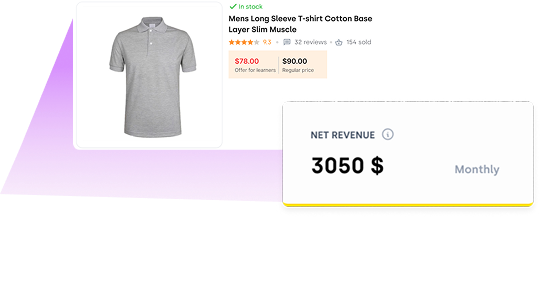 In stock
Mens Long Sleeve T-shirt Cotton Base
Layer Slim Muscle
9.3 • 32 reviews • 154 sold
$78.00 $90.00
Offer for learners Regular price
NET REVENUE
3050 $ Monthly